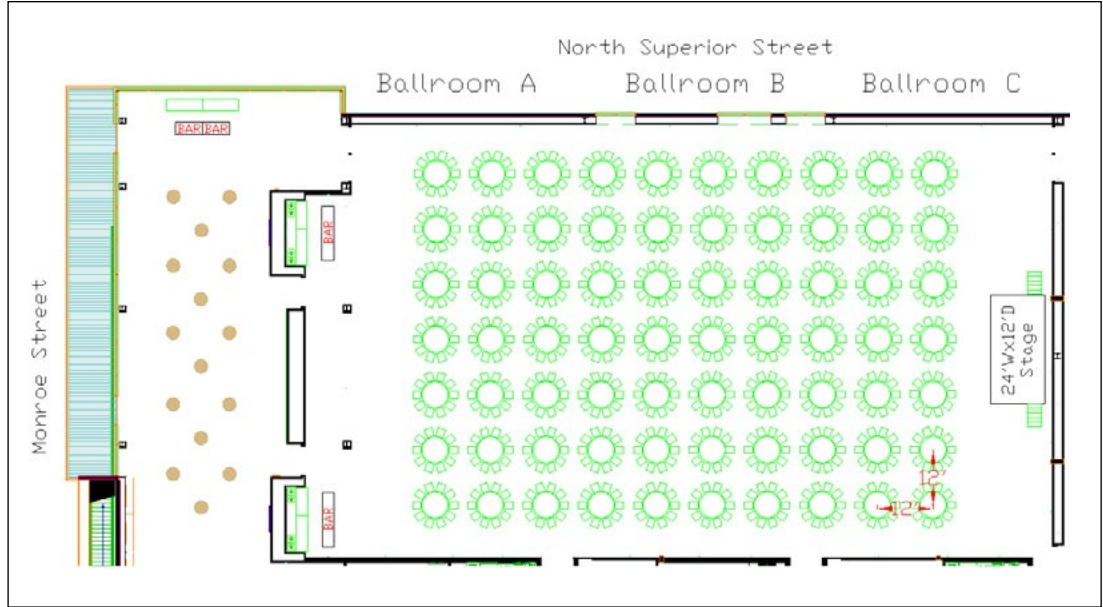 North Superior Street
Ballroom A
Ballroom B
Ballroom C
BAR BAR
BAR
Monroe Street
24'Wx12'D
Stage
12'
12'
BAR